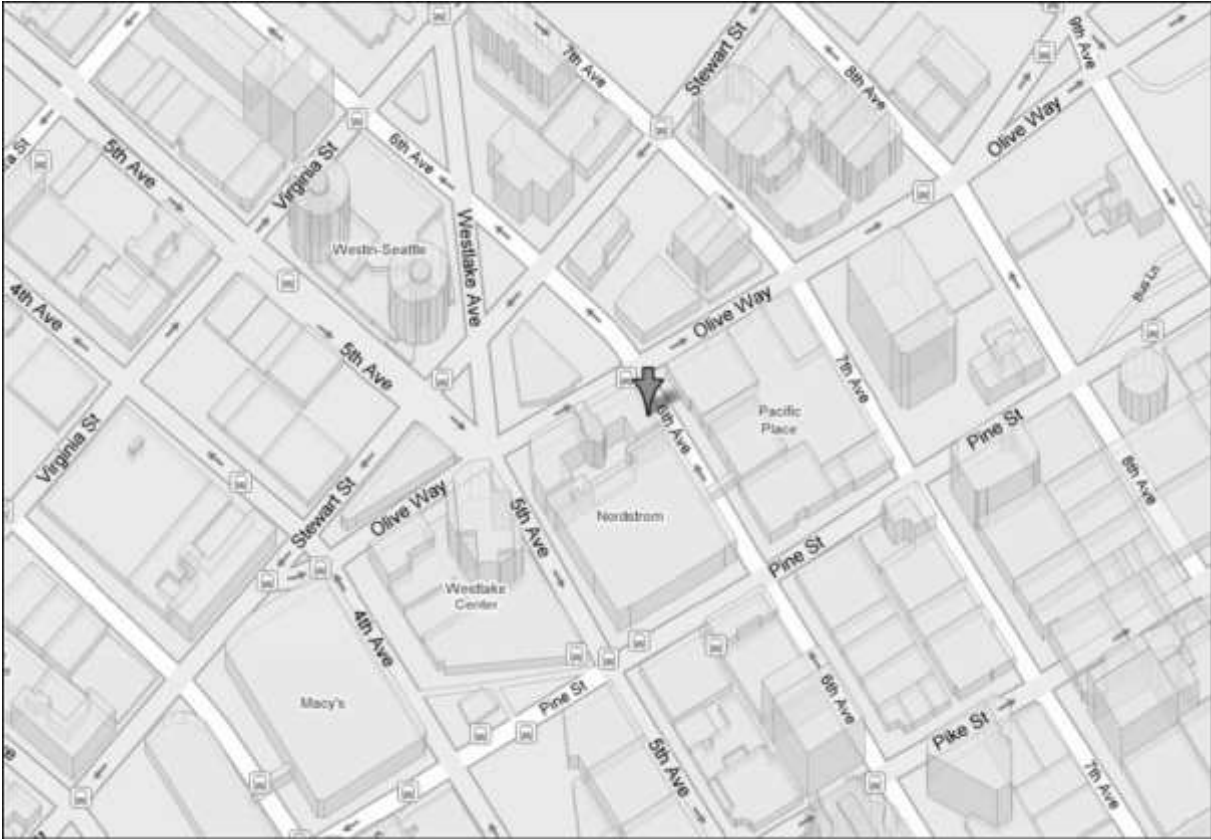 7th Ave
Stewart St
8th Ave
9th Ave
Olive Way
5th Ave
Virginia St
6th Ave
Westlake Ave
Westin-Seattle
Bus Ln
4th Ave
5th Ave
Olive Way
7th Ave
Pacific
Place
6th Ave
Pine St
8th Ave
Virginia St
Stewart St
Olive Way
5th Ave
Nordstrom
Pine St
Westlake
Center
4th Ave
Macy's
Pine St
6th Ave
5th Ave
Pike St
7th Ave